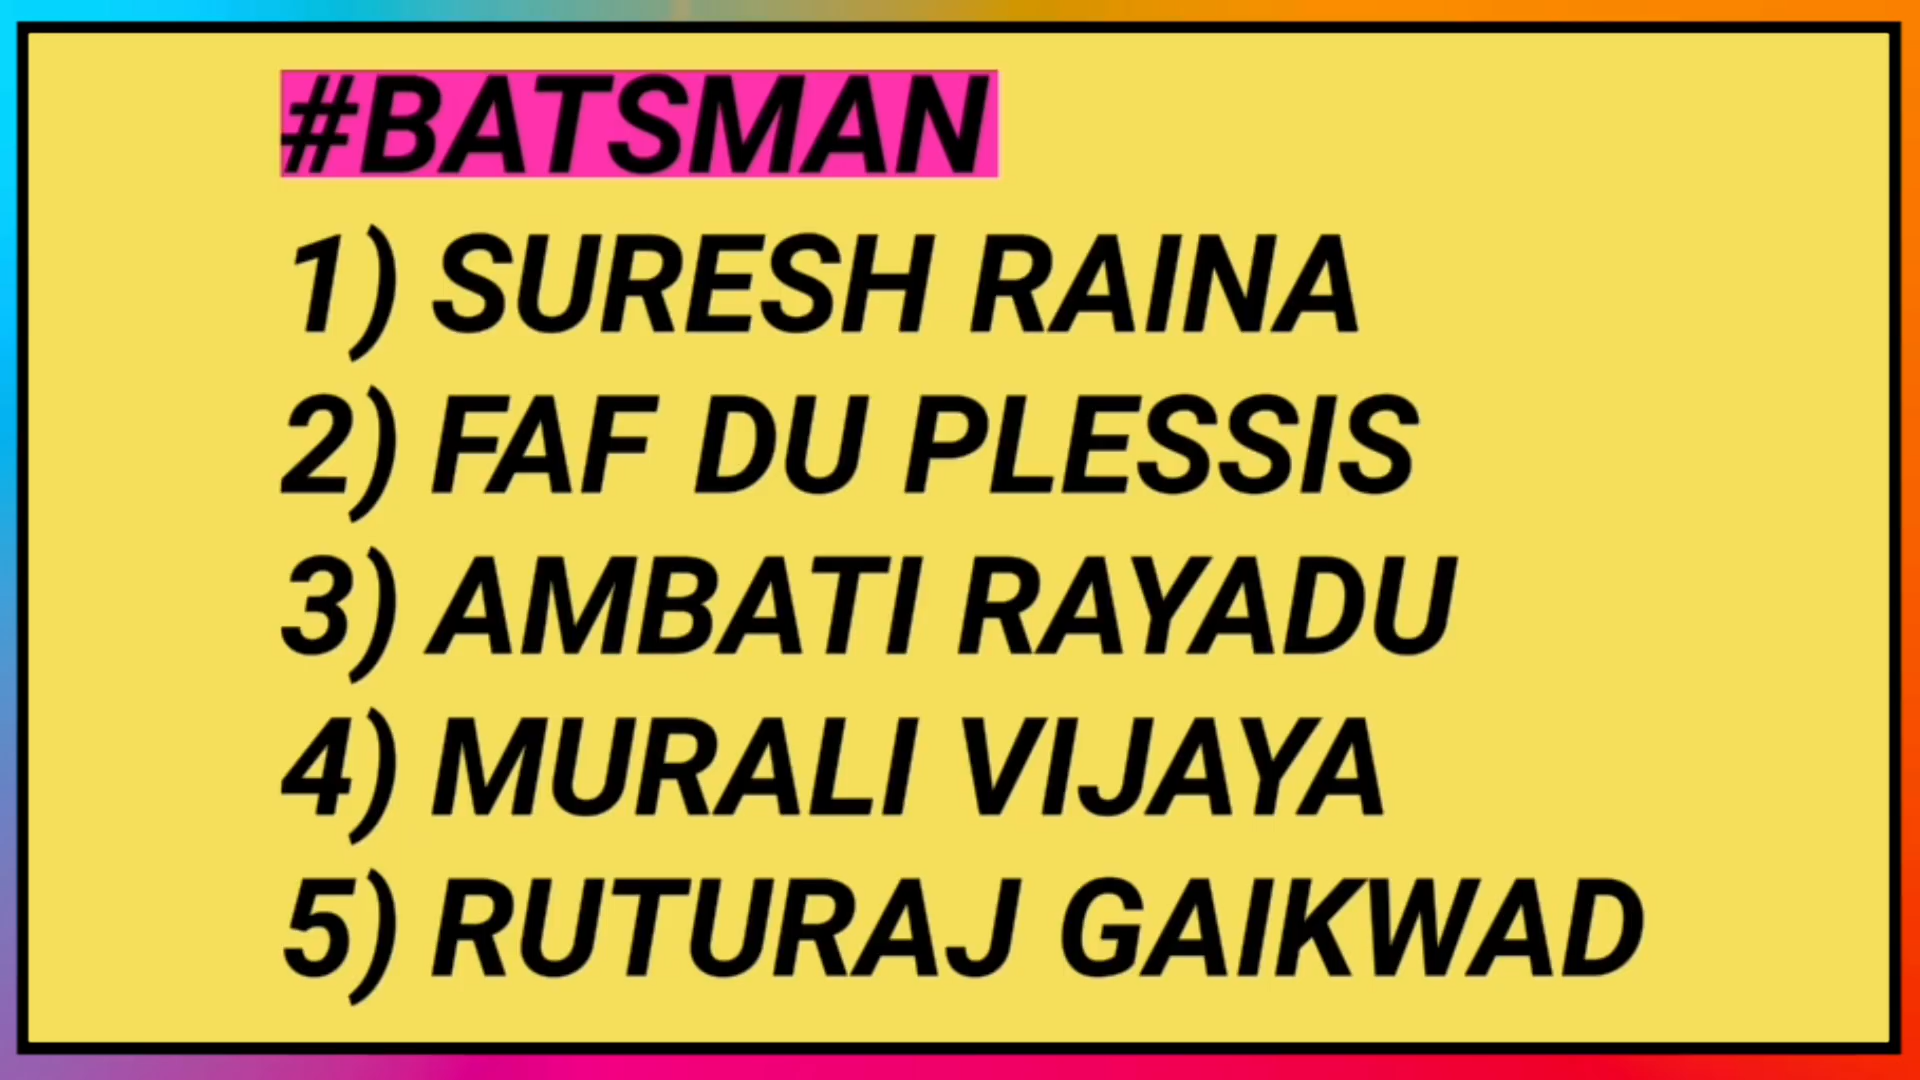 #BATSMAN
1) SURESH RAINA
2) FAF DU PLESSIS
3) AMBATI RAYADU
4) MURALI VIJAYA
5) RUTURAJ GAIKWAD